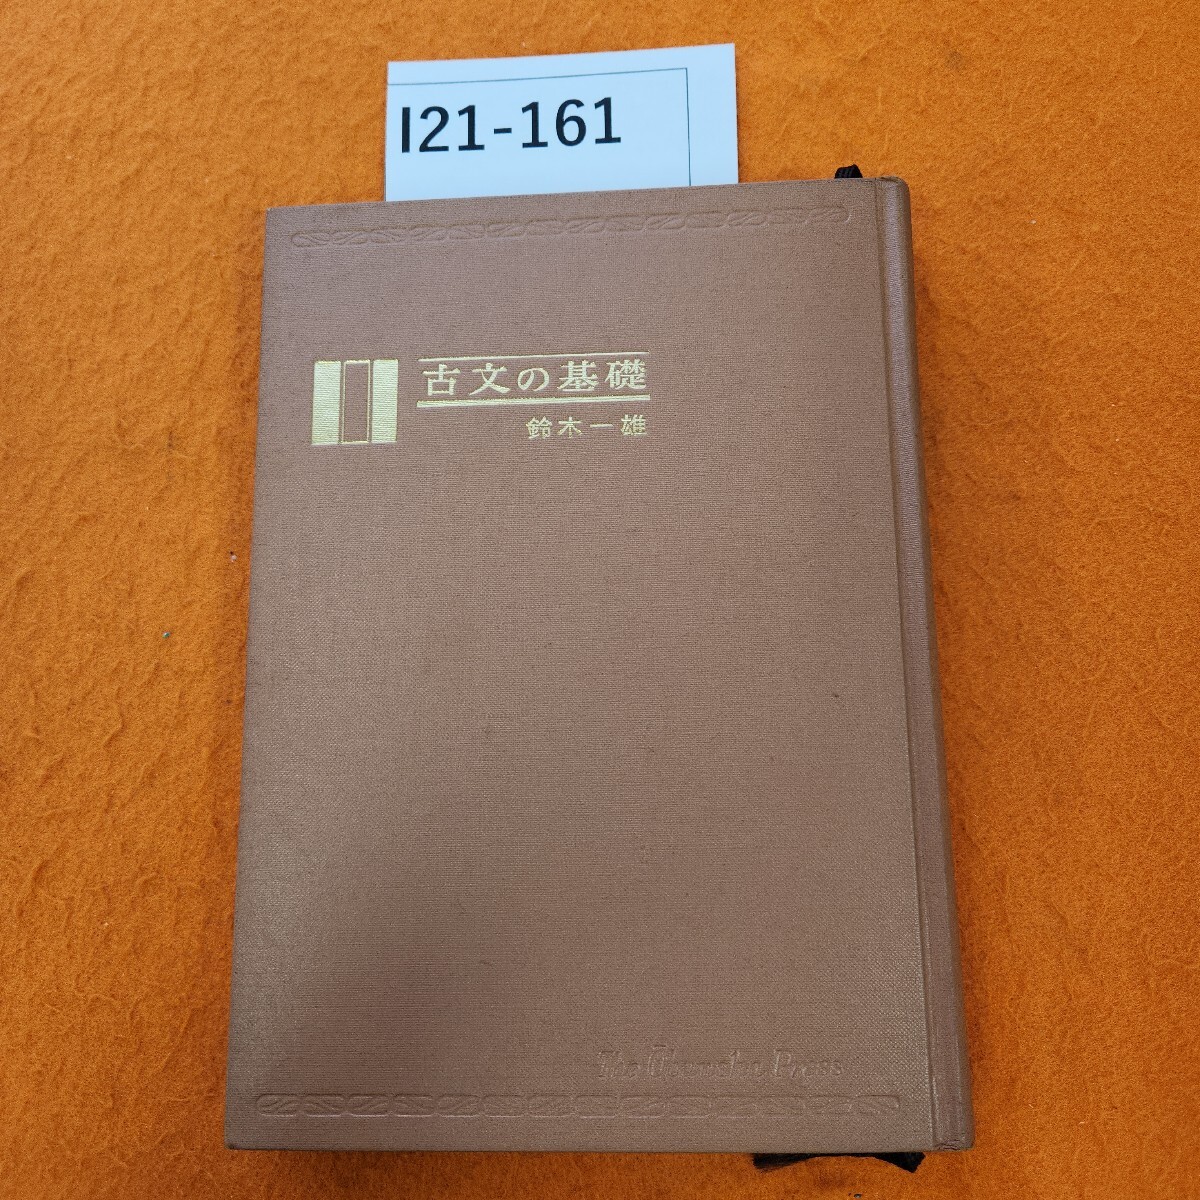 I21-161
古文の基礎
鈴木一雄
The Obunsha Press